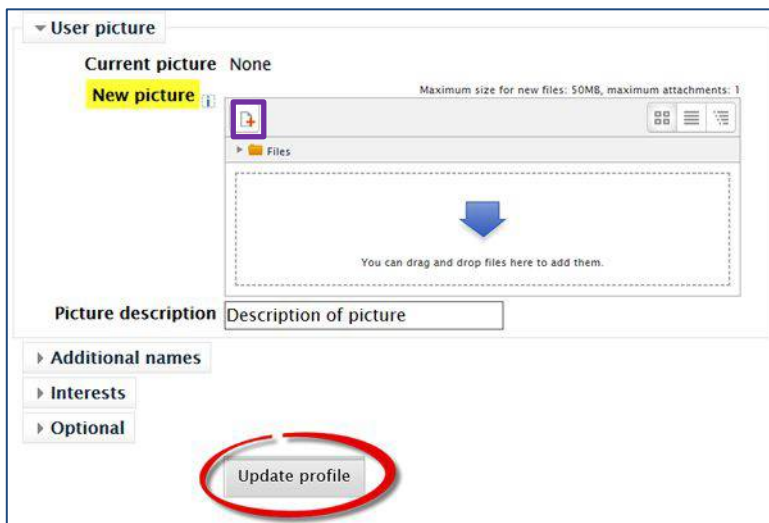 User picture
Current picture None
New picture
Maximum size for new files: 50MB, maximum attachments: 1
Files
You can drag and drop files here to add them.
Picture description Description of picture
Additional names
Interests
Optional
Update profile